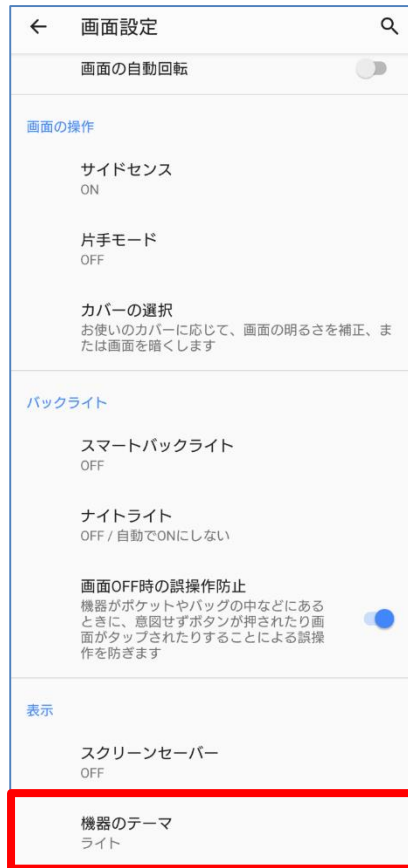 画面設定
画面の自動回転
画面の操作
サイドセンス
ON
片手モード
OFF
カバーの選択
お使いのカバーに応じて、画面の明るさを補正、ま
たは画面を暗くします
バックライト
スマートバックライト
OFF
ナイトライト
OFF / 自動でONにしない
画面OFF時の誤操作防止
機器がポケットやバッグの中などにある
ときに、意図せずボタンが押されたり画
面がタップされたりすることによる誤操
作を防ぎます
表示
スクリーンセーバー
OFF
機器のテーマ
ライト